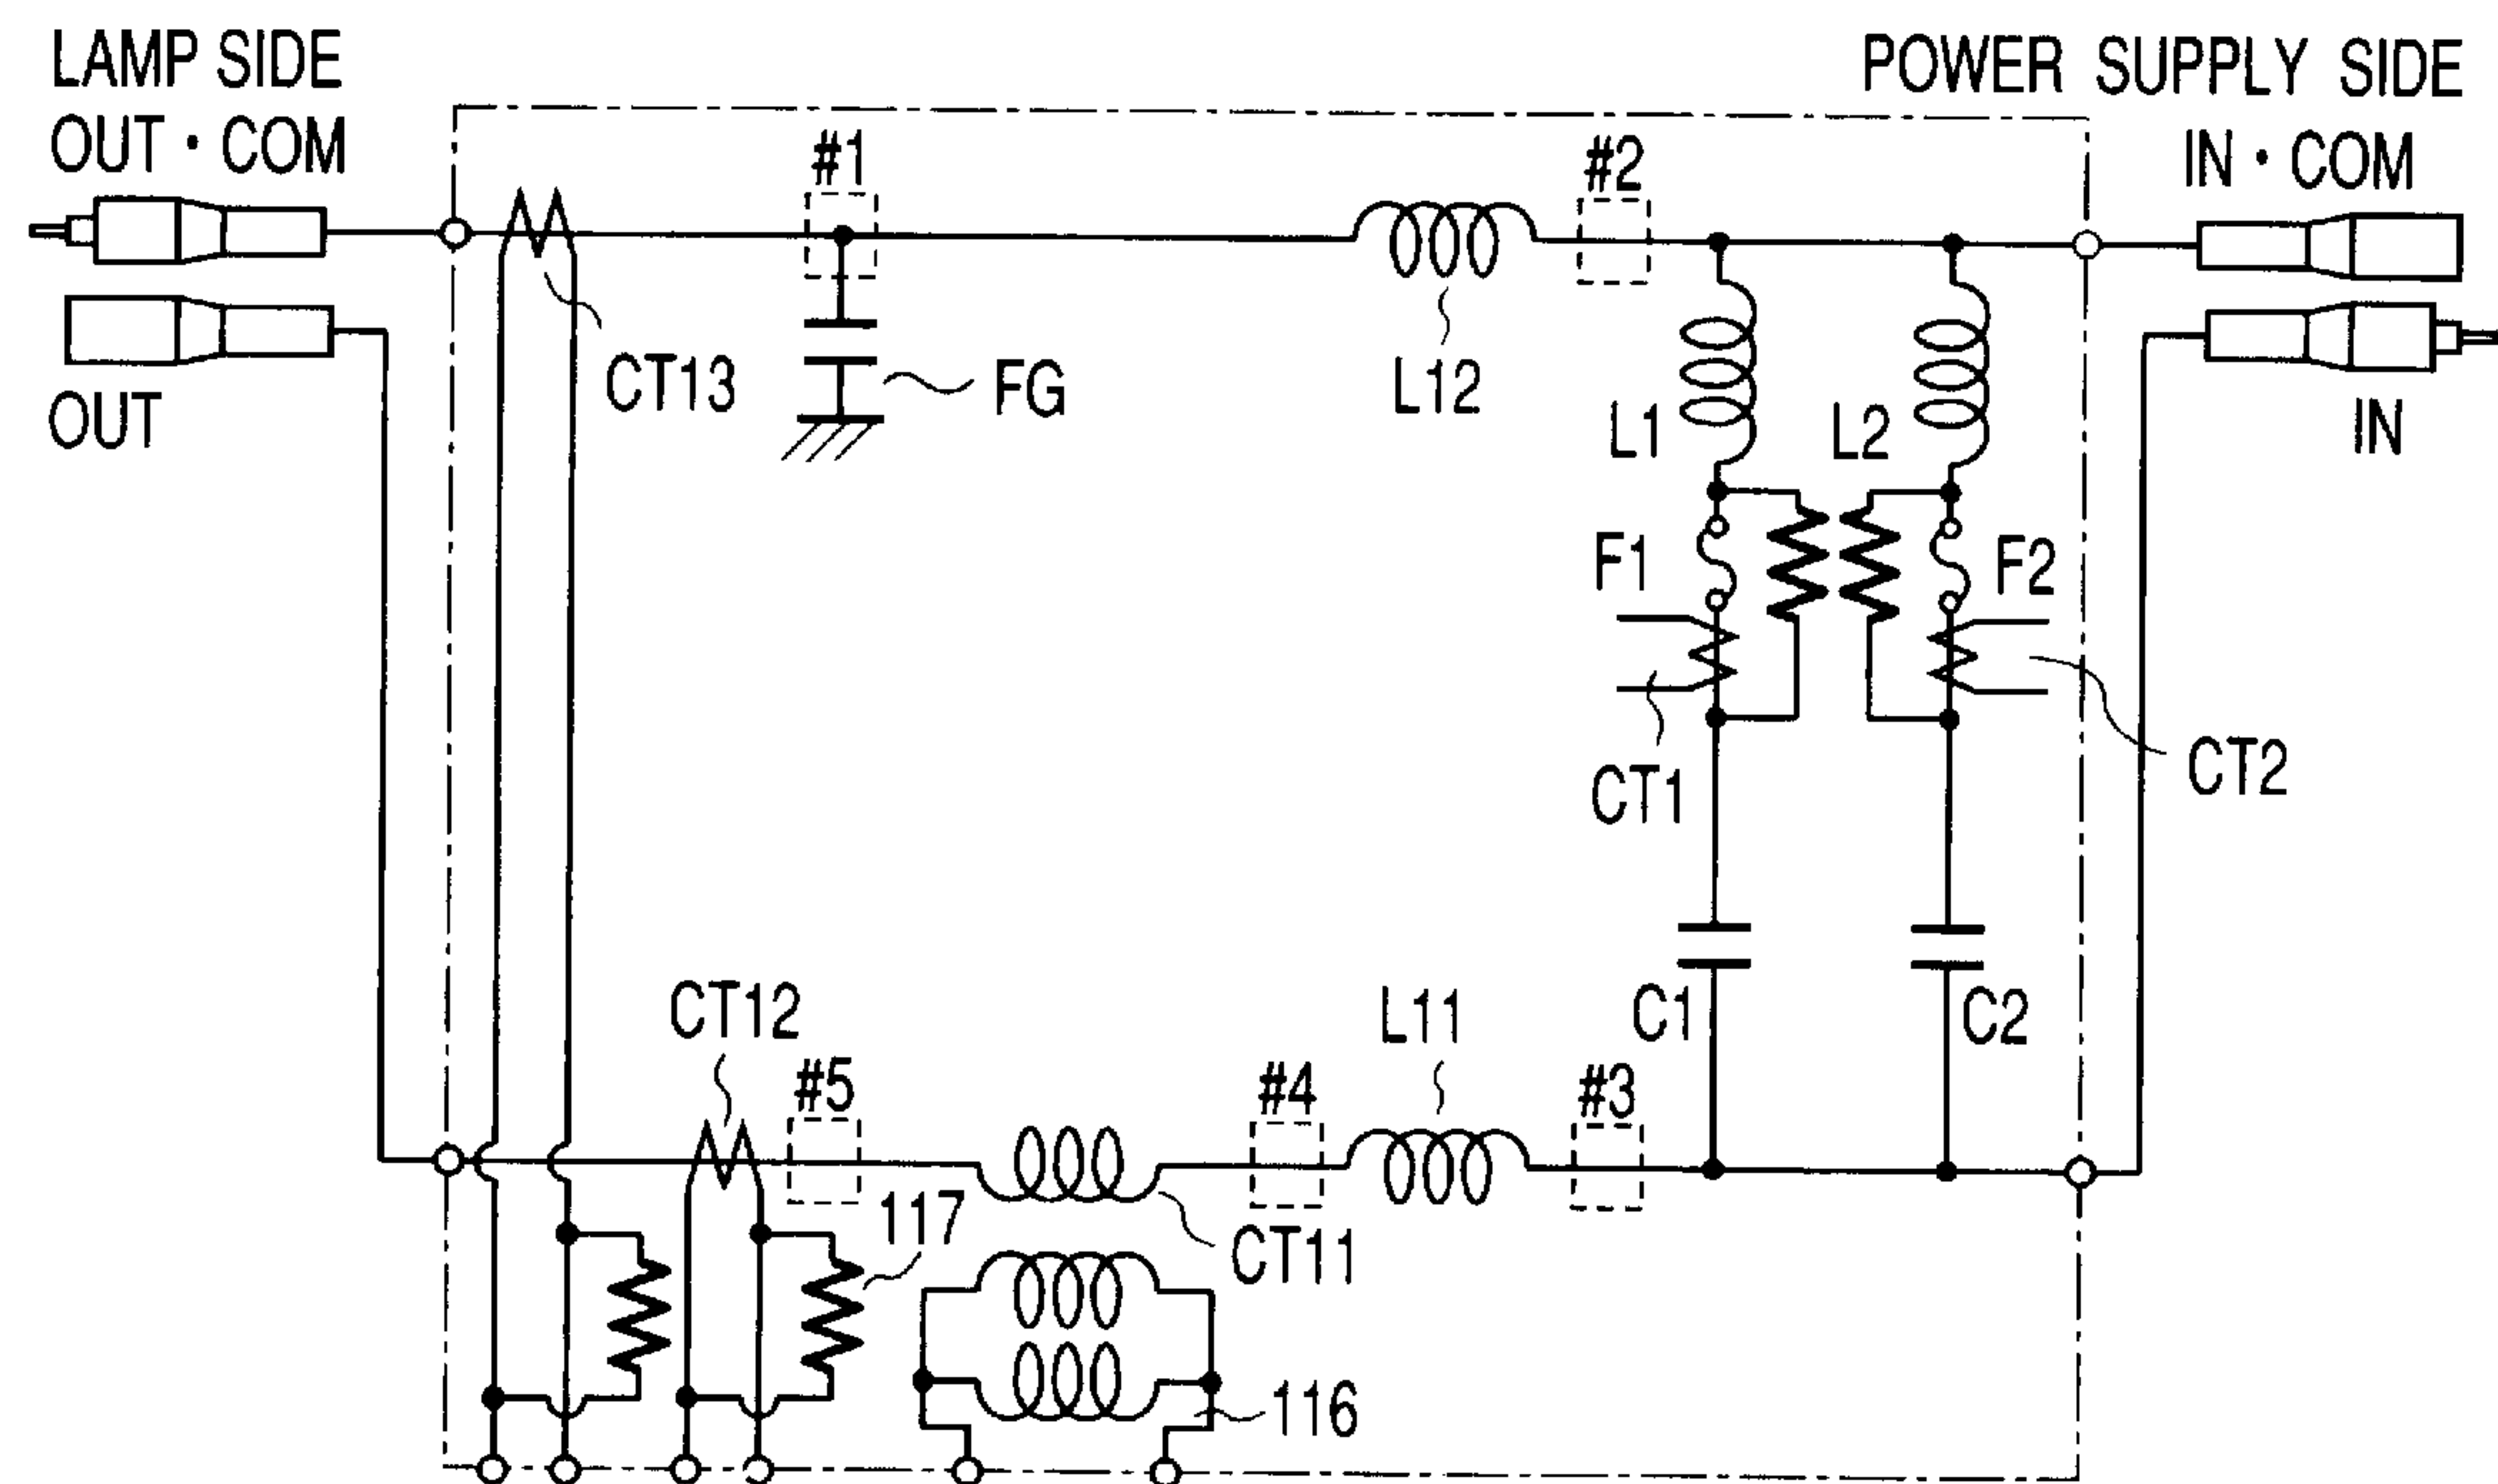 LAMP SIDE
POWER SUPPLY SIDE
OUT・COM
#1
#2
IN・COM
CT13
FG
L12
OUT
L1
L2
IN
F1
F2
CT1
CT2
CT12
L11
C1
C2
#5
#4
#3
117
CT11
116